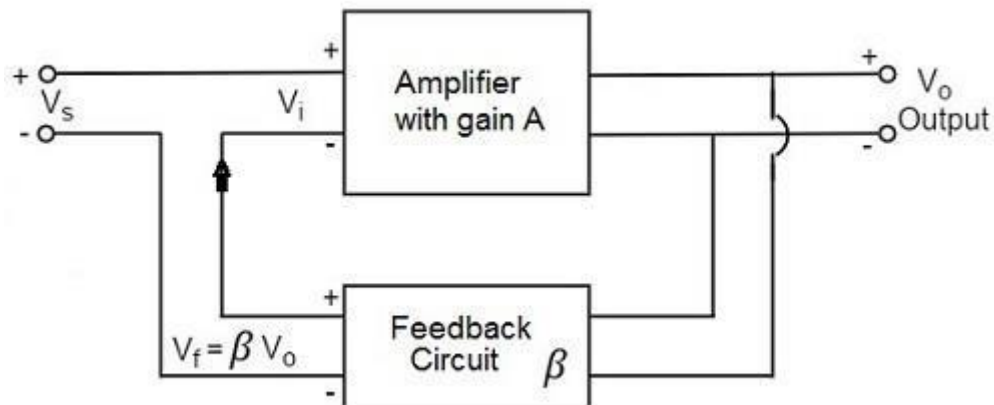 +
+
+
Amplifier
with gain A
V_s
V_i
V_o
Output
-
-
-
+
Feedback
Circuit β
V_f = β V_o
-